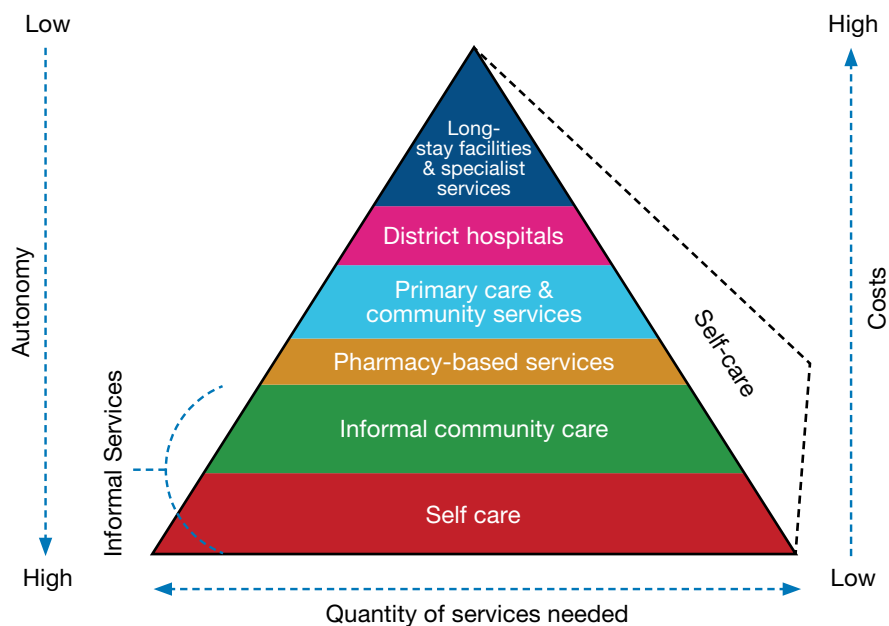 Low
High
Long-
stay facilities
& specialist
services
District hospitals
Primary care &
community services
Pharmacy-based services
Informal community care
Self care
Autonomy
Informal Services
Self-care
Costs
High
Low
Quantity of services needed